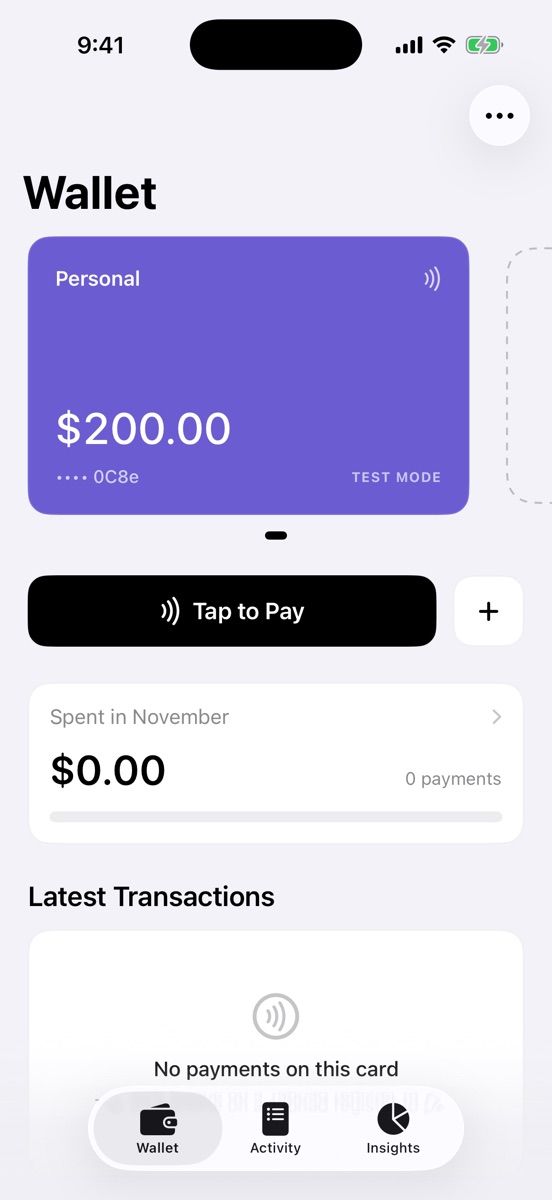 9:41
Wallet
Personal
$200.00
•••• 0C8e
TEST MODE
Tap to Pay
Spent in November
$0.00
0 payments
Latest Transactions
No payments on this card
Wallet
Activity
Insights